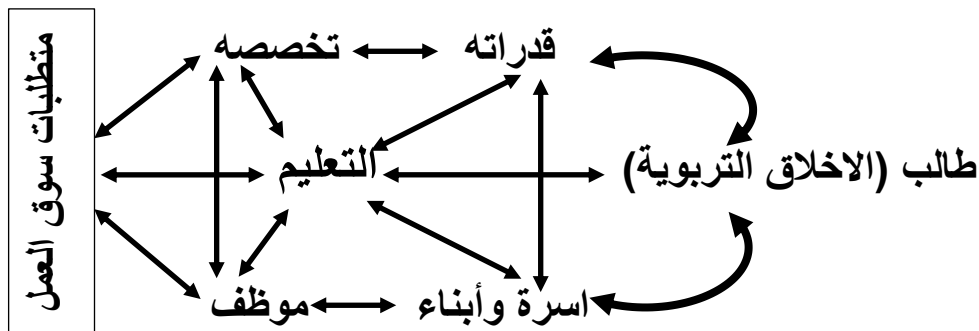 قدراته
تخصصه
طالب (الاخلاق التربوية)
التعليم
اسرة وأبناء
موظف
متطلبات سوق العمل